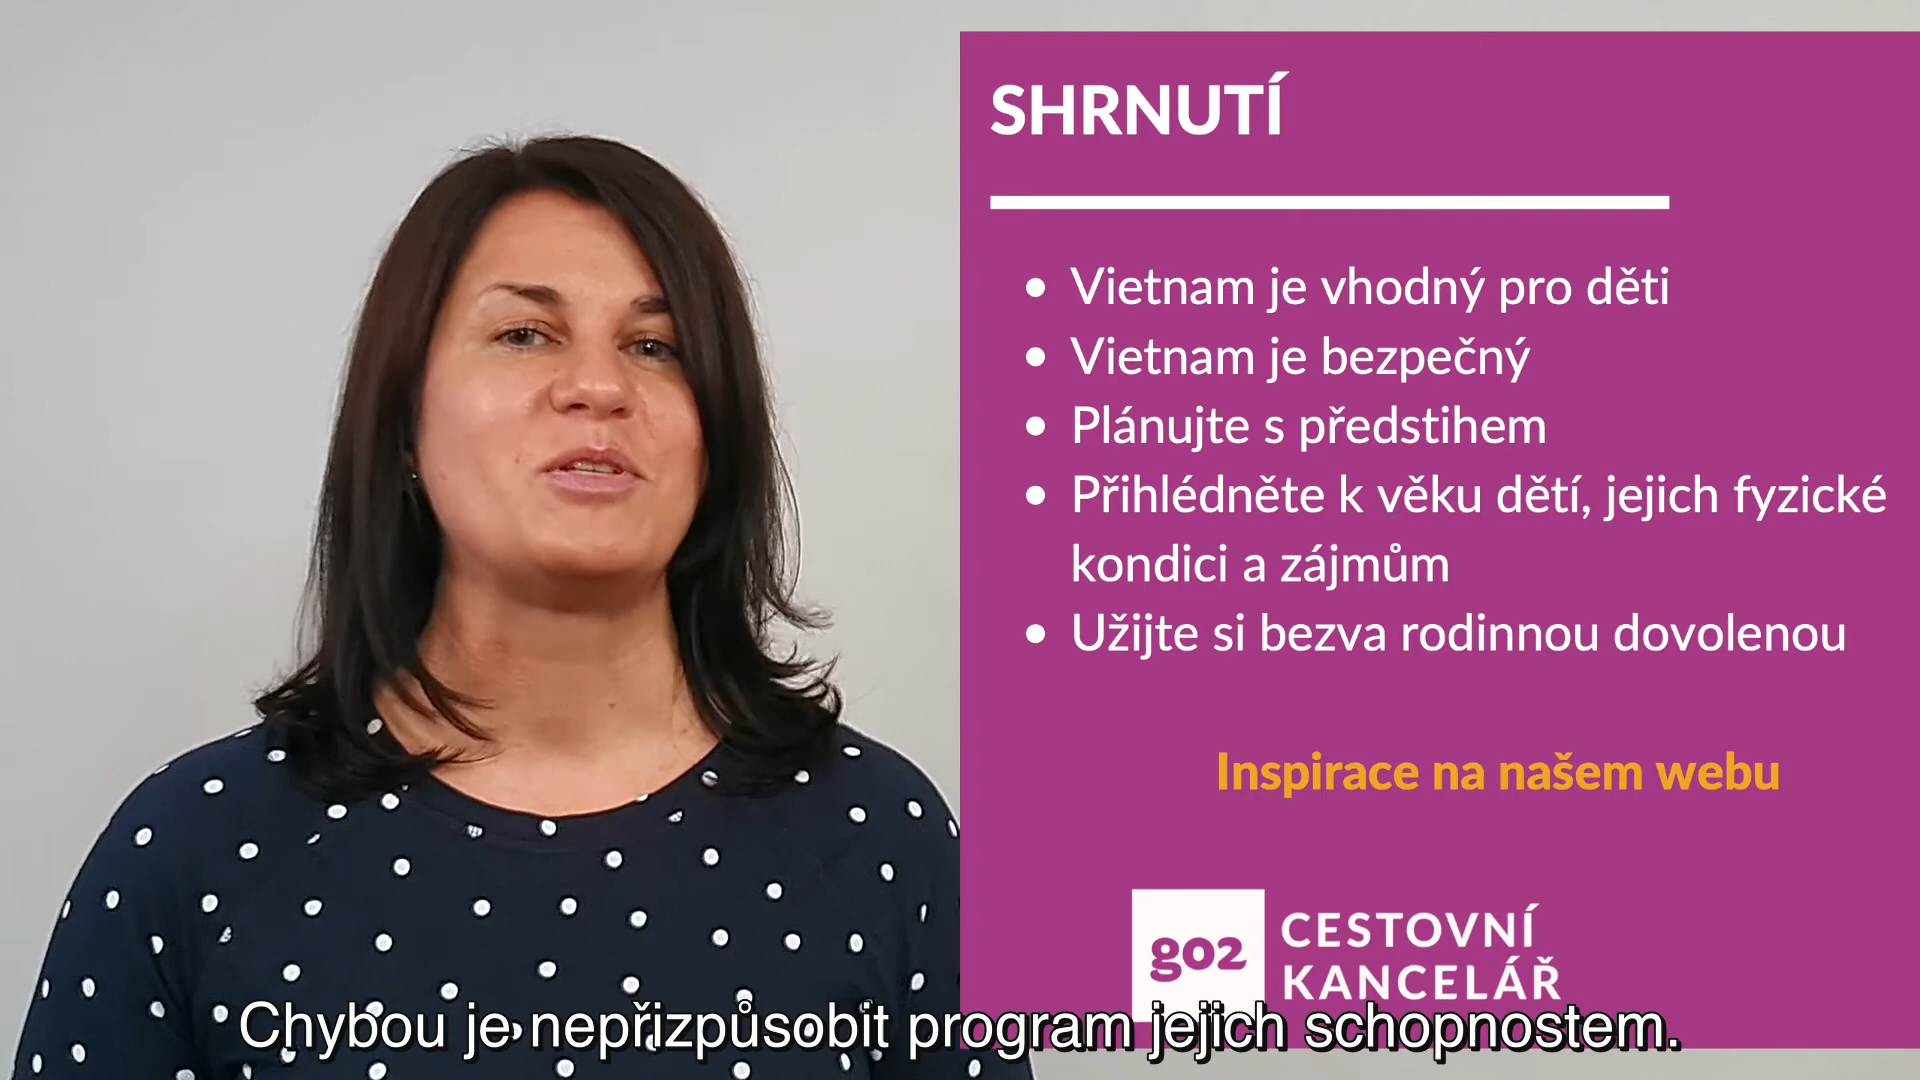 SHRNUTÍ
Vietnam je vhodný pro děti
Vietnam je bezpečný
Plánujte s předstihem
Přihlédněte k věku dětí, jejich fyzické
kondici a zájmům
Užijte si bezva rodinnou dovolenou
Inspirace na našem webu
go2
CESTOVNÍ
KANCELÁŘ
Chybou je nepřizpůsobit program jejich schopnostem.